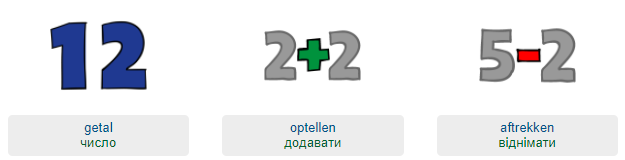 12
2+2
5-2
getal
число
optellen
додавати
aftrekken
віднімати